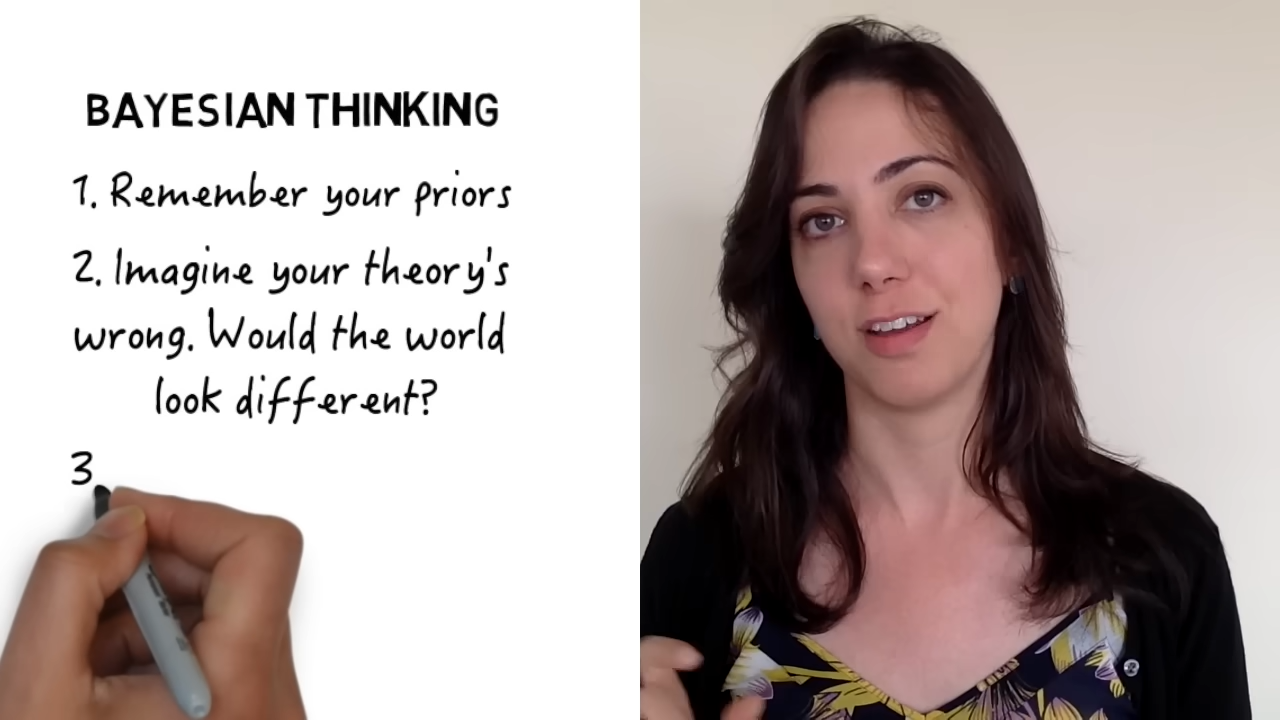 BAYESIAN THINKING
1. Remember your priors
2. Imagine your theory's
wrong. Would the world
look different?
3